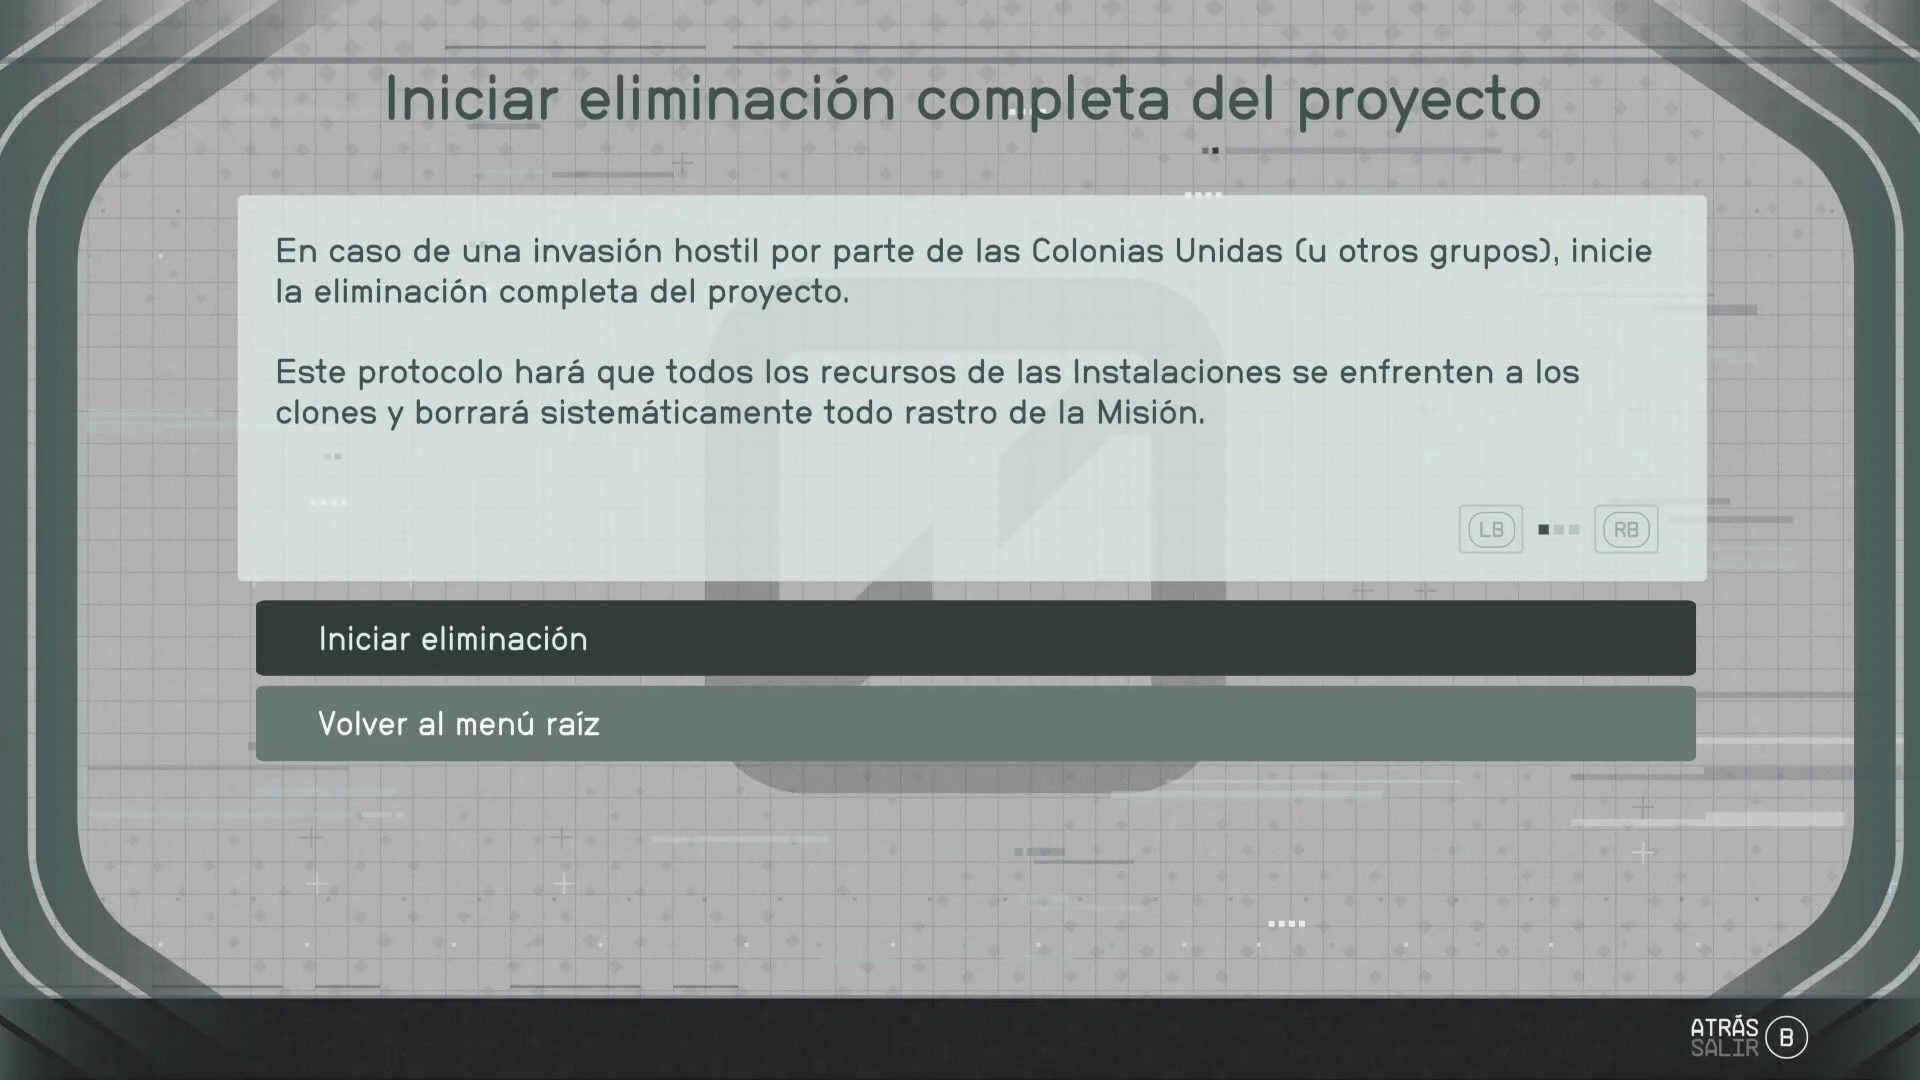 Iniciar eliminación completa del proyecto
En caso de una invasión hostil por parte de las Colonias Unidas (u otros grupos), inicie
la eliminación completa del proyecto.
Este protocolo hará que todos los recursos de las Instalaciones se enfrenten a los
clones y borrará sistemáticamente todo rastro de la Misión.
LB RB
Iniciar eliminación
Volver al menú raíz
ATRÁS
SALIR
B